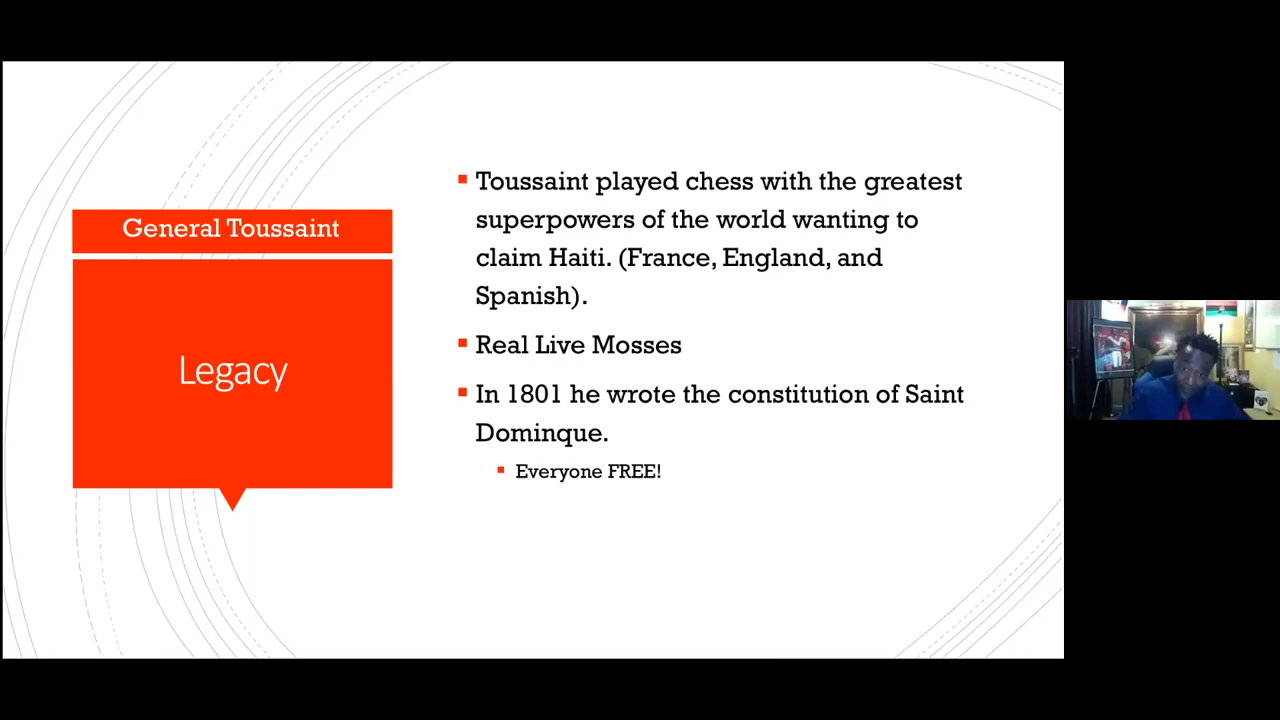 General Toussaint
Legacy
Toussaint played chess with the greatest
superpowers of the world wanting to
claim Haiti. (France, England, and
Spanish).
Real Live Mosses
In 1801 he wrote the constitution of Saint
Dominque.
Everyone FREE!